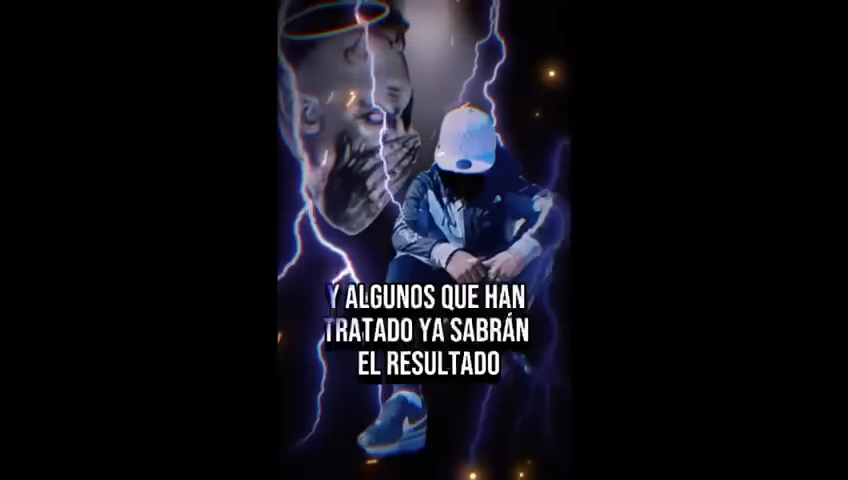 Y ALGUNOS QUE HAN
TRATADO YA SABRÁN
EL RESULTADO